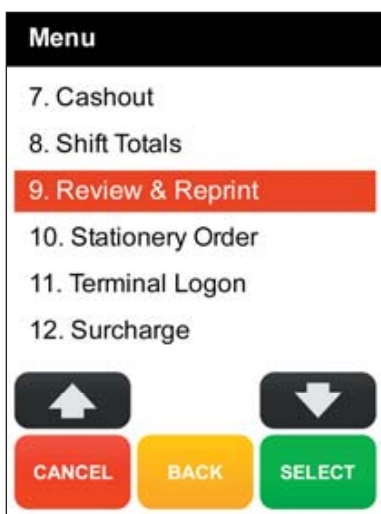 Menu
7. Cashout
8. Shift Totals
9. Review & Reprint
10. Stationery Order
11. Terminal Logon
12. Surcharge
CANCEL BACK SELECT